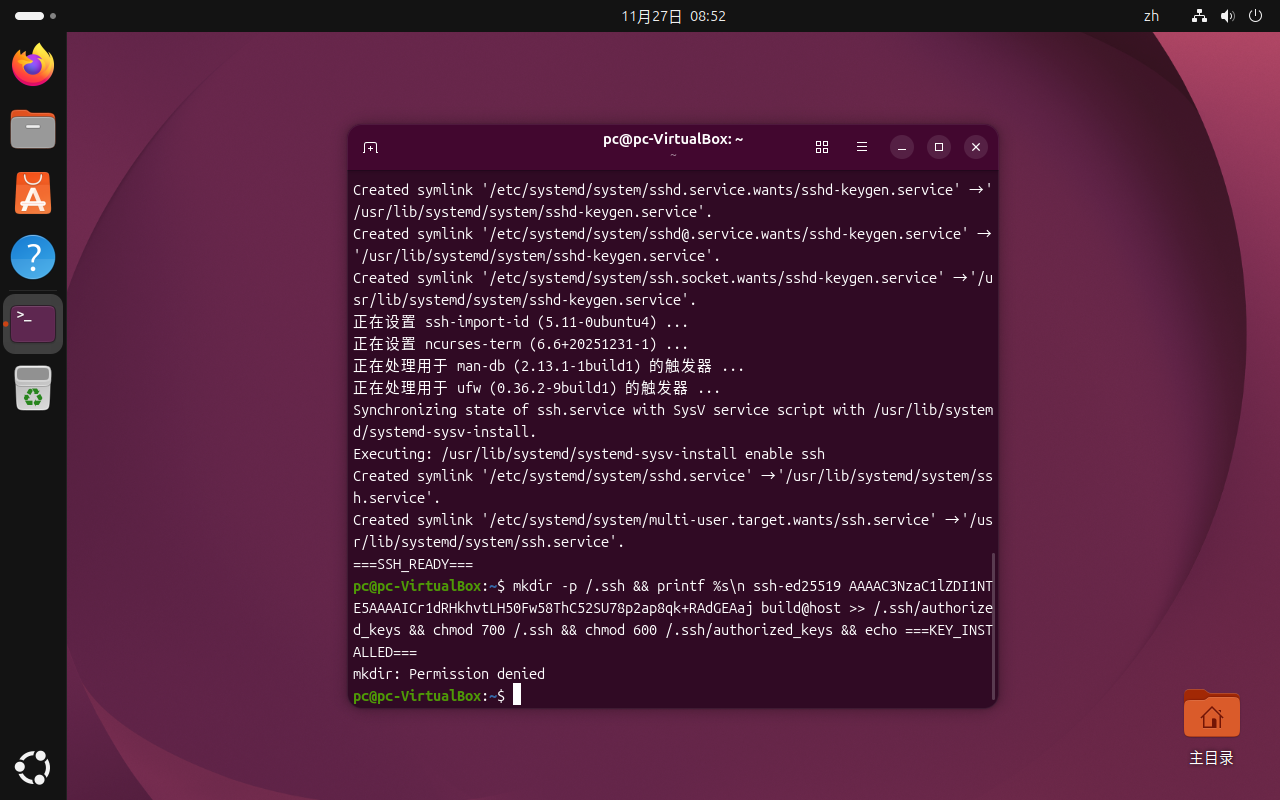 11月27日 08:52
zh
pc@pc-VirtualBox: ~
~
Created symlink '/etc/systemd/system/sshd.service.wants/sshd-keygen.service' →'
/usr/lib/systemd/system/sshd-keygen.service'.
Created symlink '/etc/systemd/system/sshd@.service.wants/sshd-keygen.service' →
'/usr/lib/systemd/system/sshd-keygen.service'.
Created symlink '/etc/systemd/system/ssh.socket.wants/sshd-keygen.service' →'/u
sr/lib/systemd/system/sshd-keygen.service'.
正在设置 ssh-import-id (5.11-0ubuntu4) ...
正在设置 ncurses-term (6.6+20251231-1) ...
正在处理用于 man-db (2.13.1-1build1) 的触发器 ...
正在处理用于 ufw (0.36.2-9build1) 的触发器 ...
Synchronizing state of ssh.service with SysV service script with /usr/lib/system
d/systemd-sysv-install.
Executing: /usr/lib/systemd/systemd-sysv-install enable ssh
Created symlink '/etc/systemd/system/sshd.service' →'/usr/lib/systemd/system/ss
h.service'.
Created symlink '/etc/systemd/system/multi-user.target.wants/ssh.service' →'/us
r/lib/systemd/system/ssh.service'.
===SSH_READY===
pc@pc-VirtualBox:~$ mkdir -p /.ssh && printf %s\n ssh-ed25519 AAAAC3NzaC1lZDI1NT
E5AAAAICr1dRHkhvtLH50Fw58ThC52SU78p2ap8qk+RAdGEAaj build@host >> /.ssh/authorize
d_keys && chmod 700 /.ssh && chmod 600 /.ssh/authorized_keys && echo ===KEY_INST
ALLED===
mkdir: Permission denied
pc@pc-VirtualBox:~$
主目录